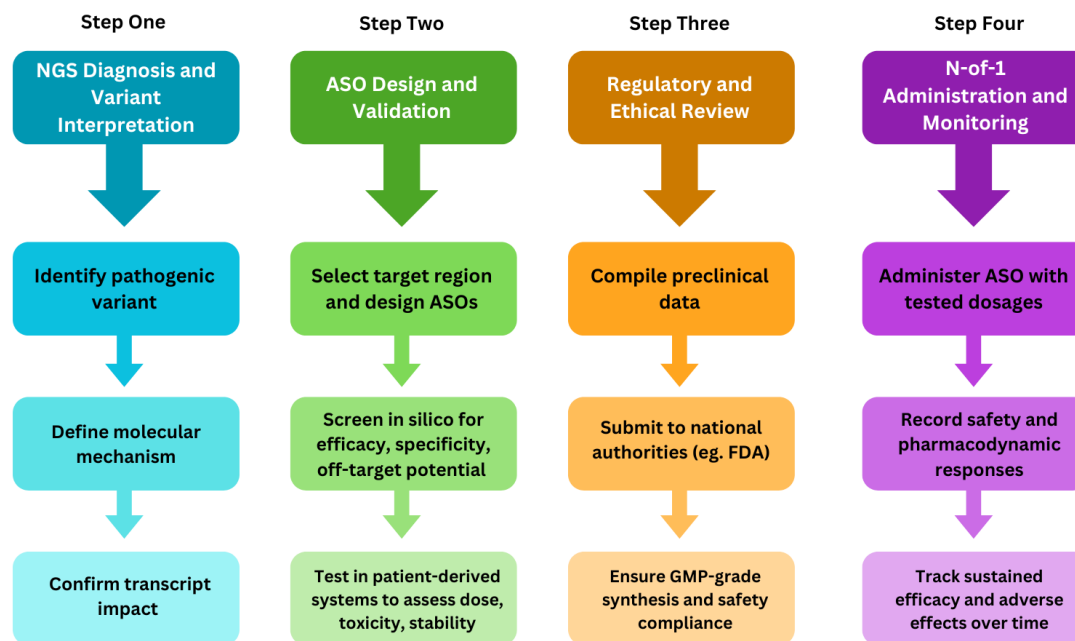 Step One
NGS Diagnosis and
Variant
Interpretation
Identify pathogenic
variant
Define molecular
mechanism
Confirm transcript
impact
Step Two
ASO Design and
Validation
Select target region
and design ASOs
Screen in silico for
efficacy, specificity,
off-target potential
Test in patient-derived
systems to assess dose,
toxicity, stability
Step Three
Regulatory and
Ethical Review
Compile preclinical
data
Submit to national
authorities (eg. FDA)
Ensure GMP-grade
synthesis and safety
compliance
Step Four
N-of-1
Administration and
Monitoring
Administer ASO with
tested dosages
Record safety and
pharmacodynamic
responses
Track sustained
efficacy and adverse
effects over time